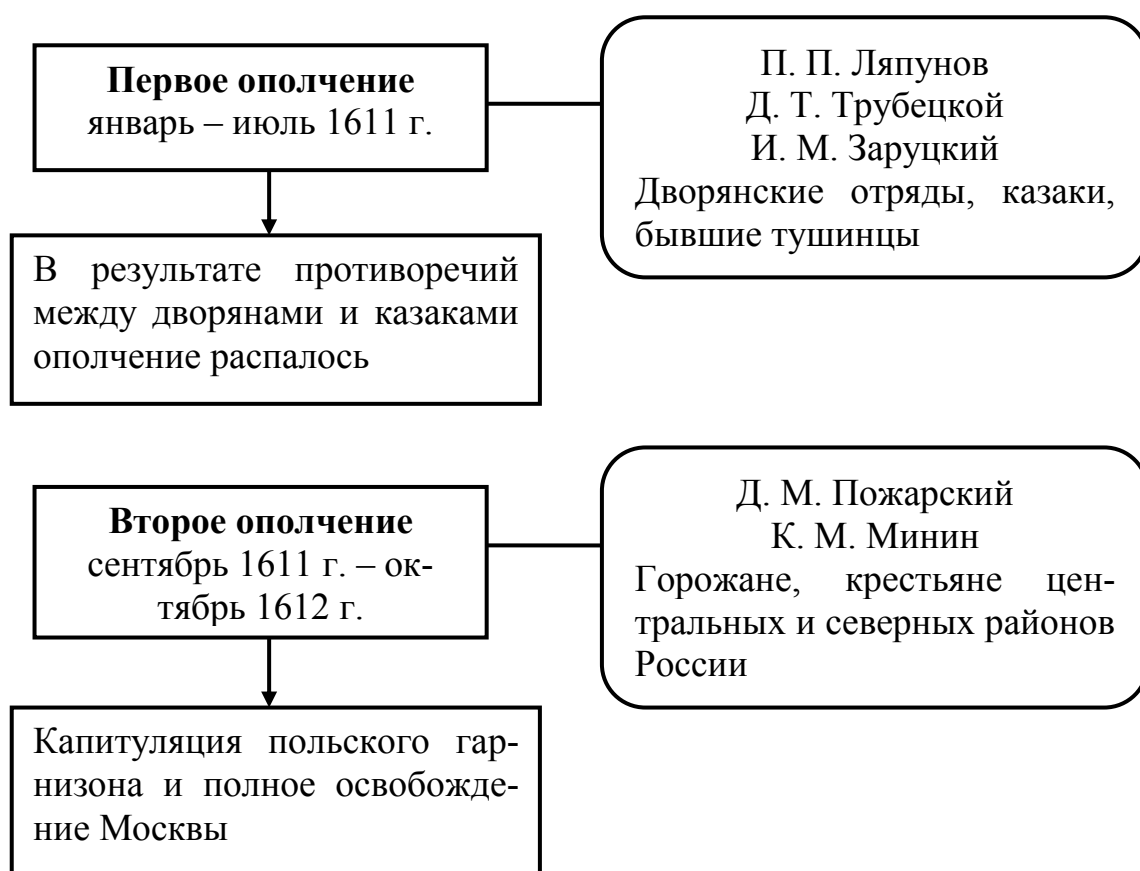 Первое ополчение
январь – июль 1611 г.
П. П. Ляпунов
Д. Т. Трубецкой
И. М. Заруцкий
Дворянские отряды, казаки,
бывшие тушинцы
В результате противоречий
между дворянами и казаками
ополчение распалось
Второе ополчение
сентябрь 1611 г. – ок-
тябрь 1612 г.
Д. М. Пожарский
К. М. Минин
Горожане, крестьяне цен-
тральных и северных районов
России
Капитуляция польского гар-
низона и полное освобожде-
ние Москвы